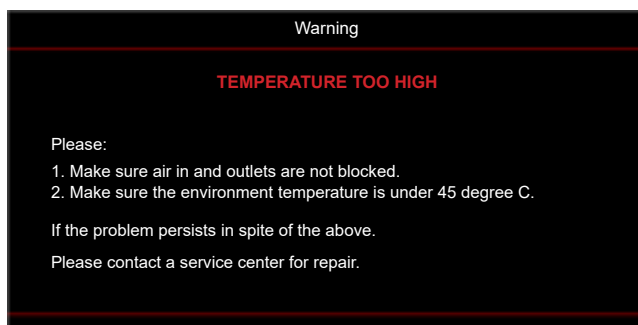 Warning
TEMPERATURE TOO HIGH
Please:
1. Make sure air in and outlets are not blocked.
2. Make sure the environment temperature is under 45 degree C.
If the problem persists in spite of the above.
Please contact a service center for repair.